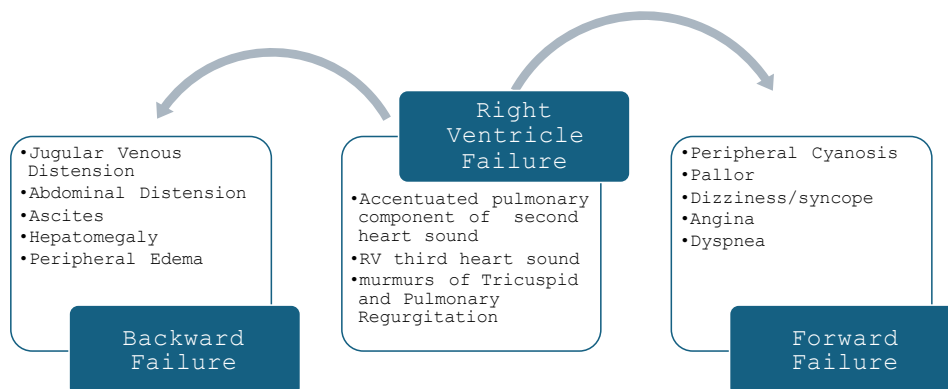 •Jugular Venous
Distension
•Abdominal Distension
•Ascites
•Hepatomegaly
•Peripheral Edema
Backward
Failure
Right
Ventricle
Failure
•Accentuated pulmonary
component of second
heart sound
•RV third heart sound
•murmurs of Tricuspid
and Pulmonary
Regurgitation
•Peripheral Cyanosis
•Pallor
•Dizziness/syncope
•Angina
•Dyspnea
Forward
Failure